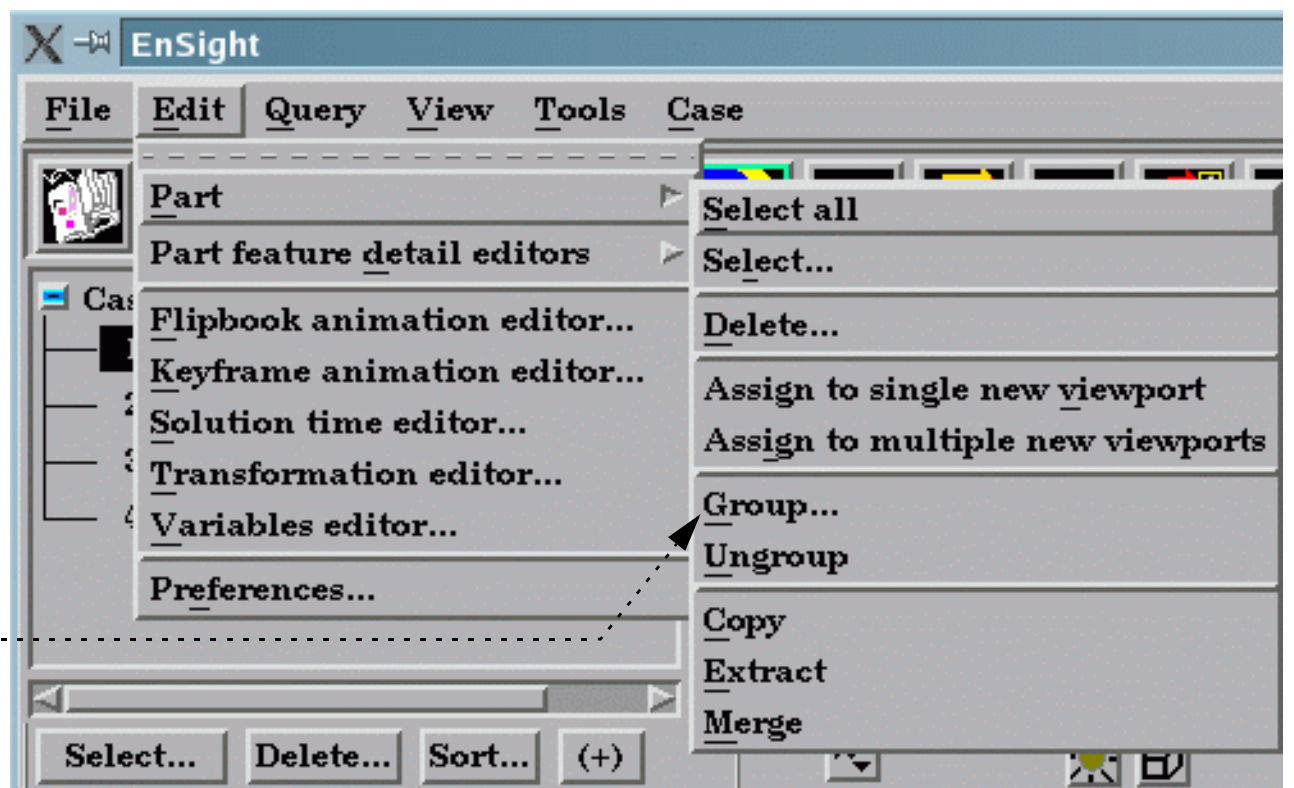 EnSight
File Edit Query View Tools Case
Part
Part feature detail editors
Flipbook animation editor...
Keyframe animation editor...
Solution time editor...
Transformation editor...
Variables editor...
Preferences...
Select all
Select...
Delete...
Assign to single new viewport
Assign to multiple new viewports
Group...
Ungroup
Copy
Extract
Merge
Select... Delete... Sort... (+)